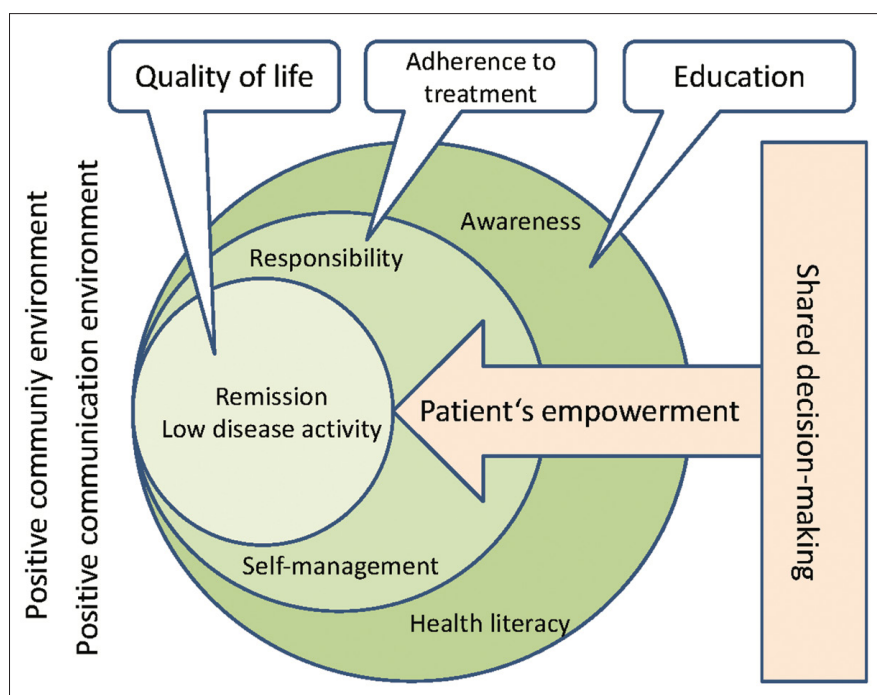 Quality of life
Adherence to
treatment
Education
Positive communiy environment
Positive communication environment
Awareness
Responsibility
Remission
Low disease activity
Patient‘s empowerment
Shared decision-making
Self-management
Health literacy